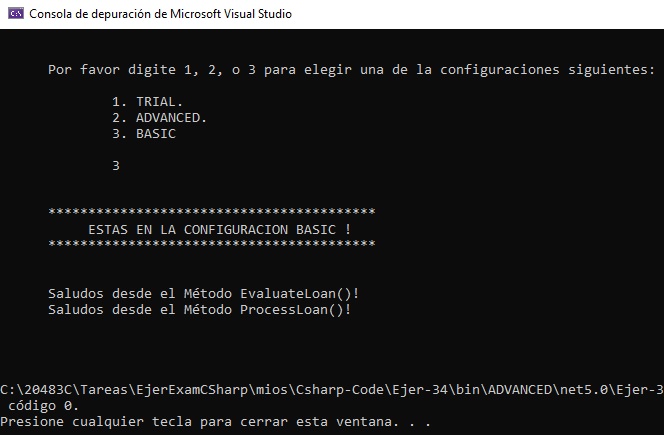 Consola de depuración de Microsoft Visual Studio
Por favor digite 1, 2, o 3 para elegir una de la configuraciones siguientes:
1. TRIAL.
2. ADVANCED.
3. BASIC
3
*****************************************
ESTAS EN LA CONFIGURACION BASIC !
*****************************************
Saludos desde el Método EvaluateLoan()!
Saludos desde el Método ProcessLoan()!
C:\20483C\Tareas\EjerExamCSharp\mios\Csharp-Code\Ejer-34\bin\ADVANCED\net5.0\Ejer-3
código 0.
Presione cualquier tecla para cerrar esta ventana. . .